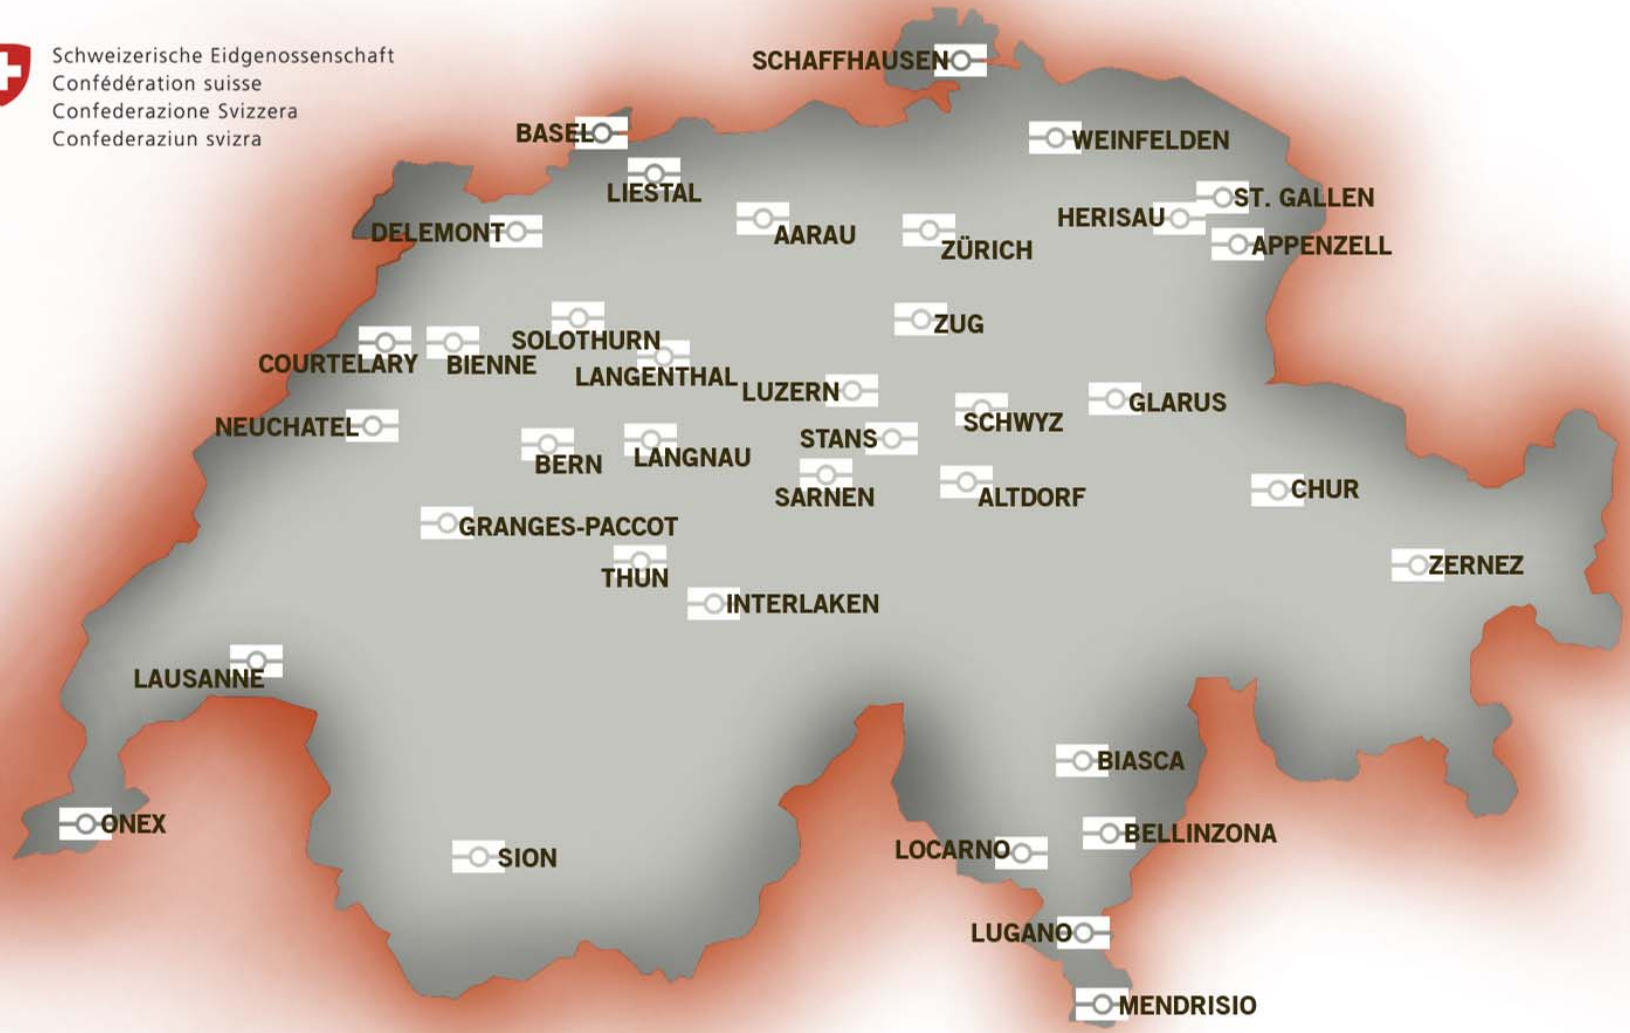 Schweizerische Eidgenossenschaft
Confédération suisse
Confederazione Svizzera
Confederaziun svizra
SCHAFFHAUSEN
BASEL
WEINFELDEN
LIESTAL
ST. GALLEN
HERISAU
DELEMONT
AARAU
ZÜRICH
APPENZELL
SOLOTHURN
ZUG
COURTELARY
BIENNE
LANGENTHAL
LUZERN
GLARUS
SCHWYZ
NEUCHATEL
STANS
BERN
LANGNAU
SARNEN
ALTDORF
CHUR
GRANGES-PACCOT
THUN
ZERNEZ
INTERLAKEN
LAUSANNE
BIASCA
ONEX
BELLINZONA
LOCARNO
SION
LUGANO
MENDRISIO